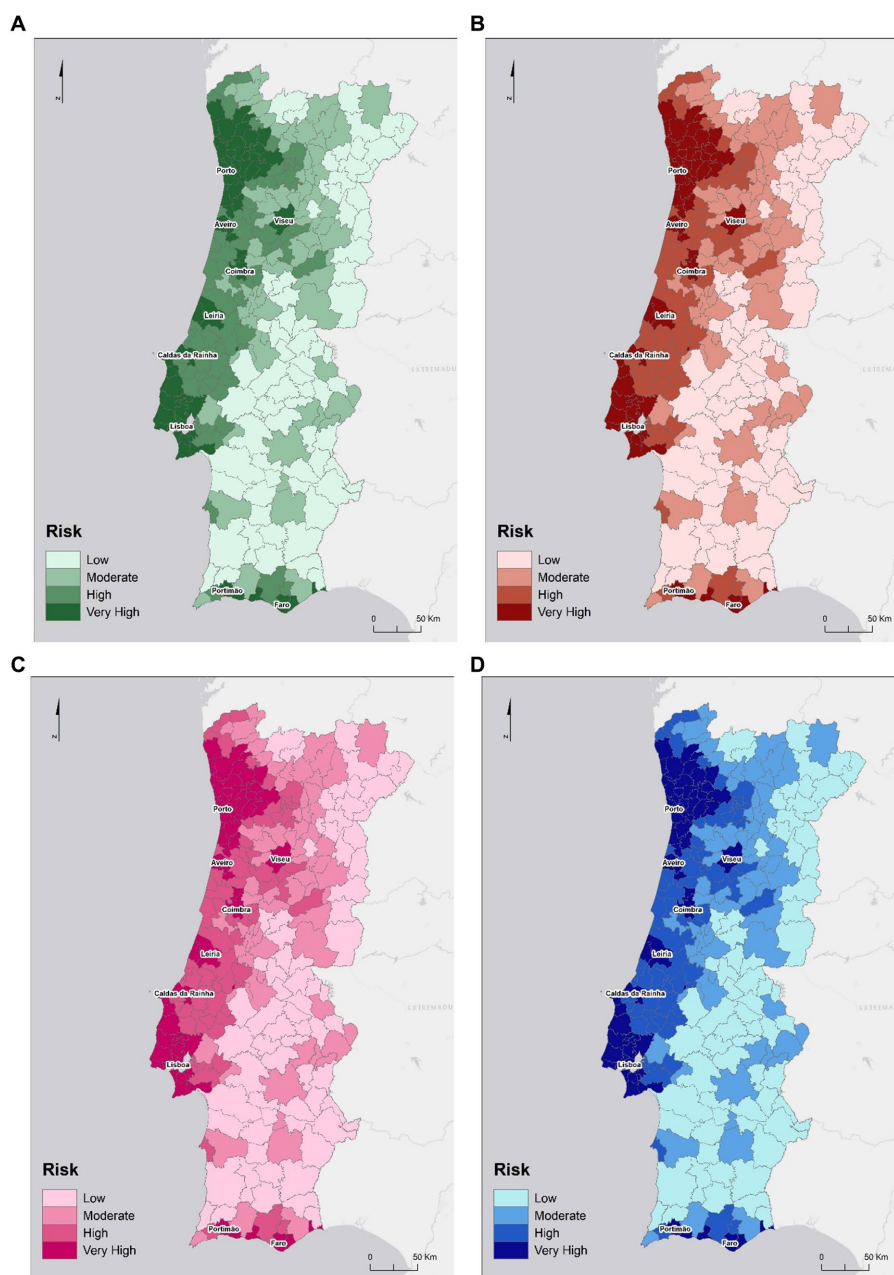 A
N
Porto
Aveiro
Viseu
Coimbra
Leiria
Caldas da Rainha
EXTREMADU
Lisboa
Risk
Low
Moderate
High
Very High
Portimão
Faro
0 50 Km
B
N
Porto
Aveiro
Viseu
Coimbra
Leiria
Caldas da Rainha
EXTREMADU
Lisboa
Risk
Low
Moderate
High
Very High
Portimão
Faro
0 50 Km
C
N
Porto
Aveiro
Viseu
Coimbra
Leiria
Caldas da Rainha
EXTREMADU
Lisboa
Risk
Low
Moderate
High
Very High
Portimão
Faro
0 50 Km
D
N
Porto
Aveiro
Viseu
Coimbra
Leiria
Caldas da Rainha
EXTREMADU
Lisboa
Risk
Low
Moderate
High
Very High
Portimão
Faro
0 50 Km